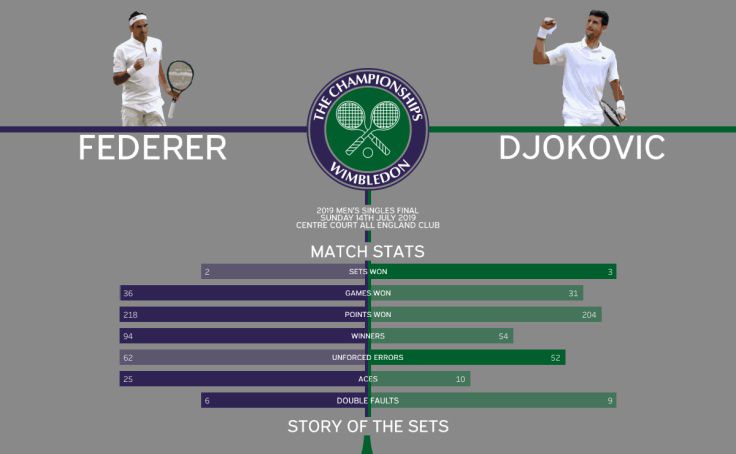 THE CHAMPIONSHIPS
WIMBLEDON
FEDERER
DJOKOVIC
2019 MEN'S SINGLES FINAL
SUNDAY 14TH JULY 2019
CENTRE COURT ALL ENGLAND CLUB
MATCH STATS
2 SETS WON 3
36 GAMES WON 31
218 POINTS WON 204
94 WINNERS 54
62 UNFORCED ERRORS 52
25 ACES 10
6 DOUBLE FAULTS 9
STORY OF THE SETS